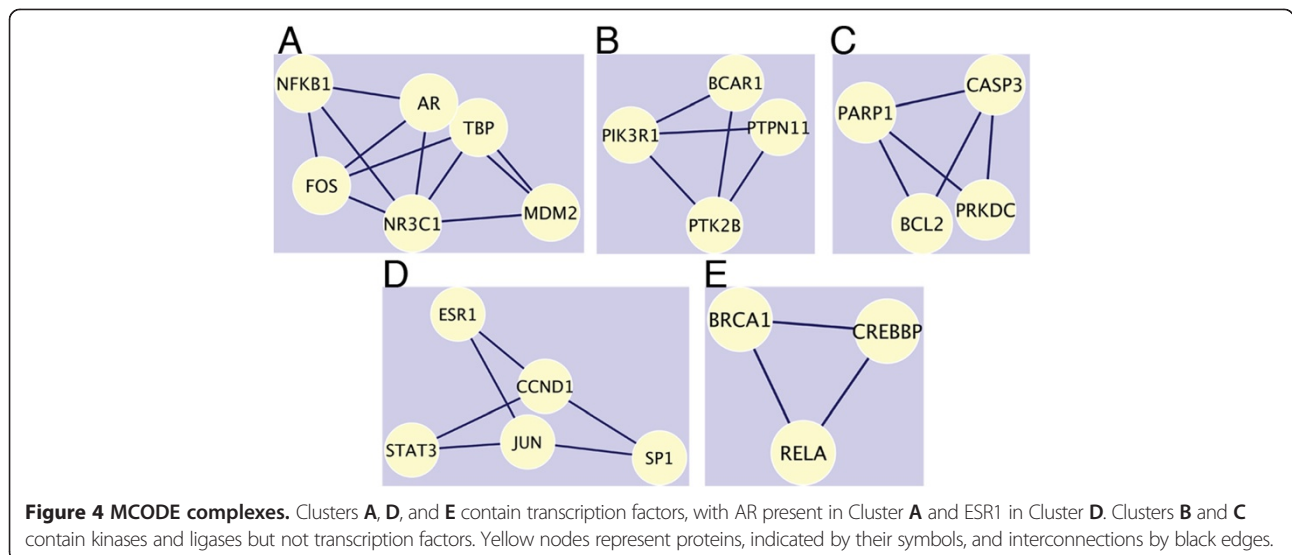 A
NFKB1
AR
TBP
FOS
NR3C1
MDM2
B
BCAR1
PIK3R1
PTPN11
PTK2B
C
CASP3
PARP1
BCL2
PRKDC
D
ESR1
CCND1
STAT3
JUN
SP1
E
BRCA1
CREBBP
RELA
Figure 4 MCODE complexes. Clusters A, D, and E contain transcription factors, with AR present in Cluster A and ESR1 in Cluster D. Clusters B and C
contain kinases and ligases but not transcription factors. Yellow nodes represent proteins, indicated by their symbols, and interconnections by black edges.